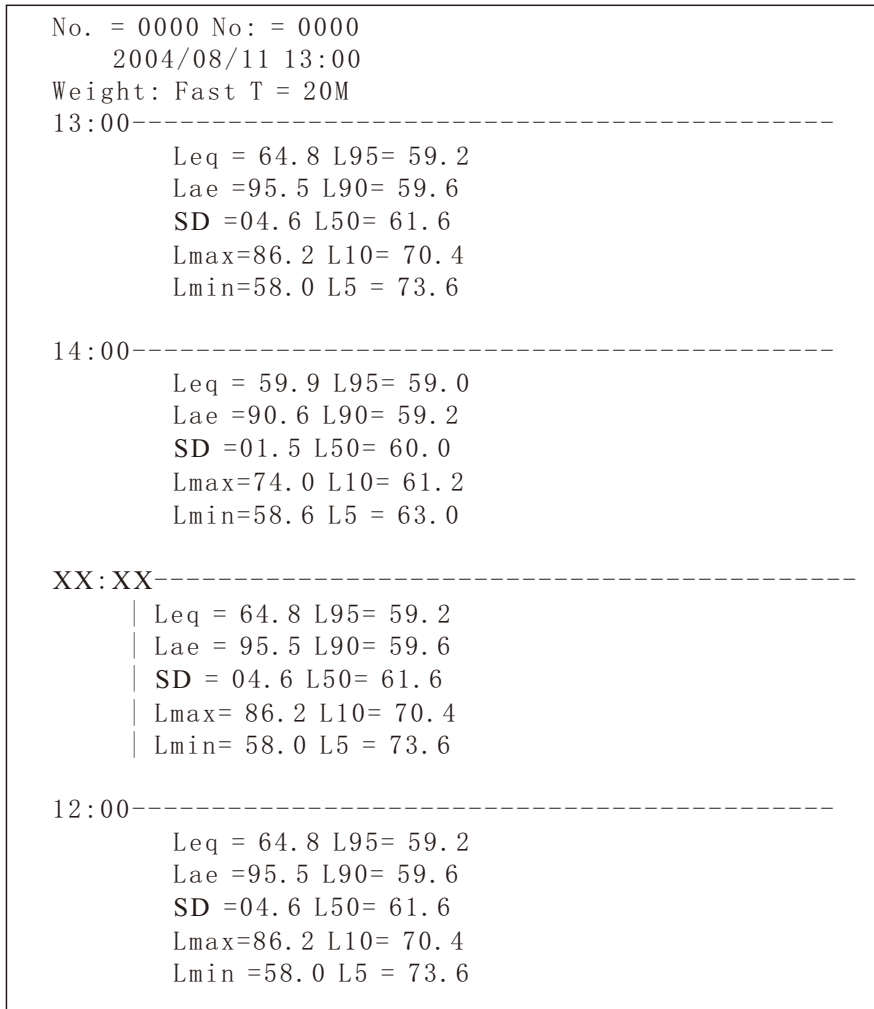 No. = 0000 No: = 0000
2004/08/11 13:00
Weight: Fast T = 20M
13:00--------------------------------------------
Leq = 64.8 L95= 59.2
Lae =95.5 L90= 59.6
SD =04.6 L50= 61.6
Lmax=86.2 L10= 70.4
Lmin=58.0 L5 = 73.6
14:00--------------------------------------------
Leq = 59.9 L95= 59.0
Lae =90.6 L90= 59.2
SD =01.5 L50= 60.0
Lmax=74.0 L10= 61.2
Lmin=58.6 L5 = 63.0
XX:XX--------------------------------------------
| Leq = 64.8 L95= 59.2
| Lae = 95.5 L90= 59.6
| SD = 04.6 L50= 61.6
| Lmax= 86.2 L10= 70.4
| Lmin= 58.0 L5 = 73.6
12:00--------------------------------------------
Leq = 64.8 L95= 59.2
Lae =95.5 L90= 59.6
SD =04.6 L50= 61.6
Lmax=86.2 L10= 70.4
Lmin =58.0 L5 = 73.6